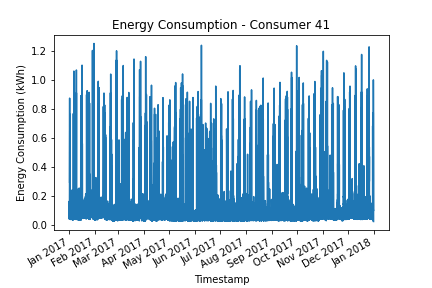 Energy Consumption - Consumer 41
Energy Consumption (kWh)
1.2
1.0
0.8
0.6
0.4
0.2
0.0
Jan 2017
Feb 2017
Mar 2017
Apr 2017
May 2017
Jun 2017
Jul 2017
Aug 2017
Sep 2017
Oct 2017
Nov 2017
Dec 2017
Jan 2018
Timestamp